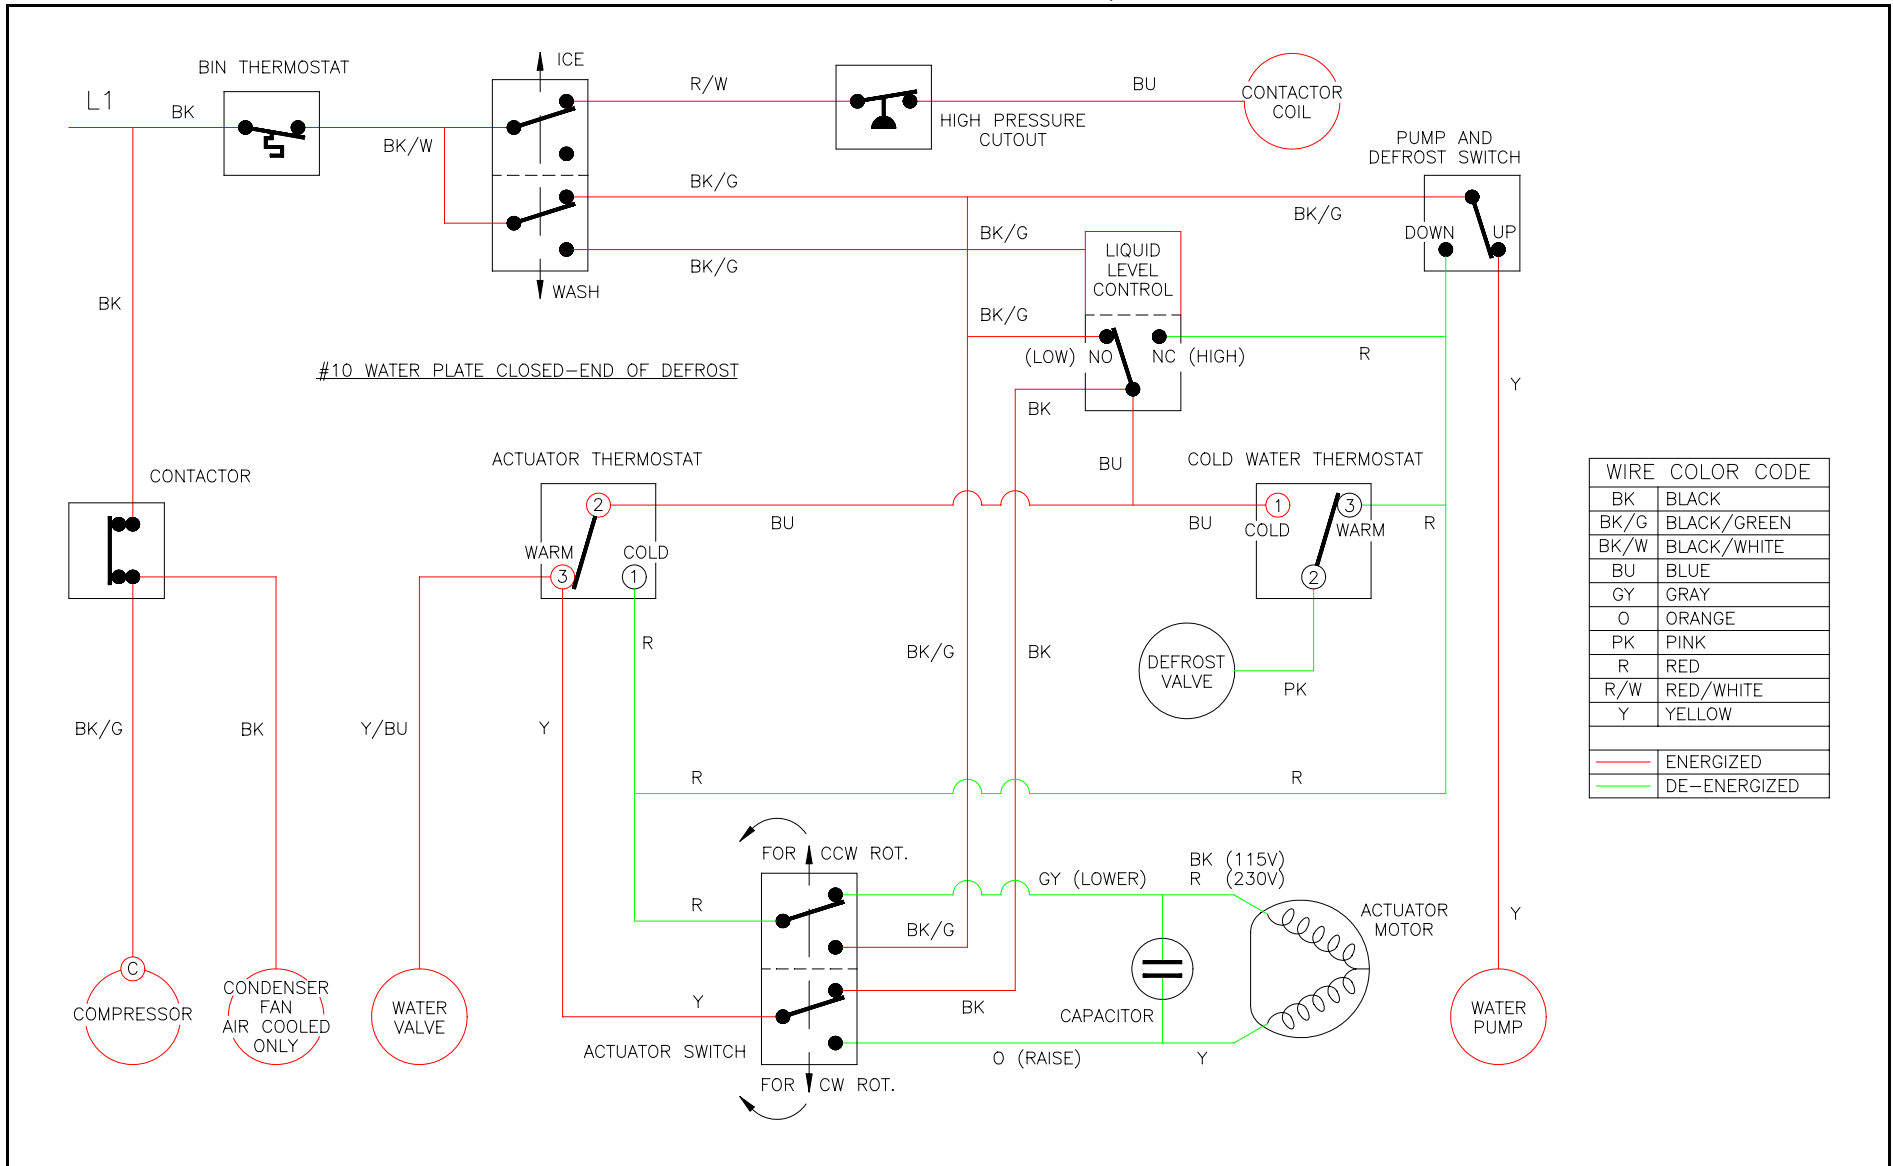 ICE
BIN THERMOSTAT
L1
BK
BK/W
R/W
BU
CONTACTOR
COIL
HIGH PRESSURE
CUTOUT
PUMP AND
DEFROST SWITCH
BK/G
BK/G
DOWN
UP
BK/G
BK/G
LIQUID
LEVEL
CONTROL
WASH
BK
BK/G
(LOW) NO
NC (HIGH)
R
#10 WATER PLATE CLOSED-END OF DEFROST
Y
BK
BU
CONTACTOR
ACTUATOR THERMOSTAT
COLD WATER THERMOSTAT
2
BU
BU
1
COLD
3
WARM
R
WARM
COLD
3
1
2
WIRE COLOR CODE
BK BLACK
BK/G BLACK/GREEN
BK/W BLACK/WHITE
BU BLUE
GY GRAY
O ORANGE
PK PINK
R RED
R/W RED/WHITE
Y YELLOW
ENERGIZED
DE-ENERGIZED
R
BK/G
BK
DEFROST
VALVE
PK
BK/G
BK
Y/BU
Y
R
R
FOR CCW ROT.
GY (LOWER)
BK (115V)
R (230V)
R
BK/G
ACTUATOR
MOTOR
Y
C
COMPRESSOR
CONDENSER
FAN
AIR COOLED
ONLY
WATER
VALVE
Y
BK
CAPACITOR
WATER
PUMP
ACTUATOR SWITCH
O (RAISE)
Y
FOR CW ROT.